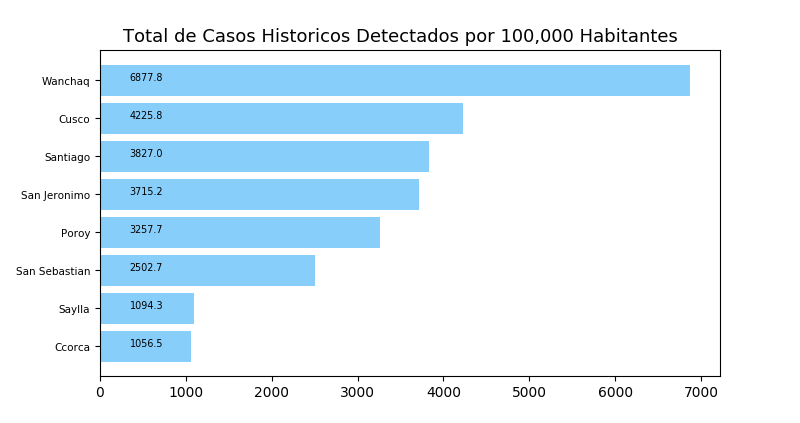 Total de Casos Historicos Detectados por 100,000 Habitantes
Wanchaq 6877.8
Cusco 4225.8
Santiago 3827.0
San Jeronimo 3715.2
Poroy 3257.7
San Sebastian 2502.7
Saylla 1094.3
Ccorca 1056.5
0 1000 2000 3000 4000 5000 6000 7000